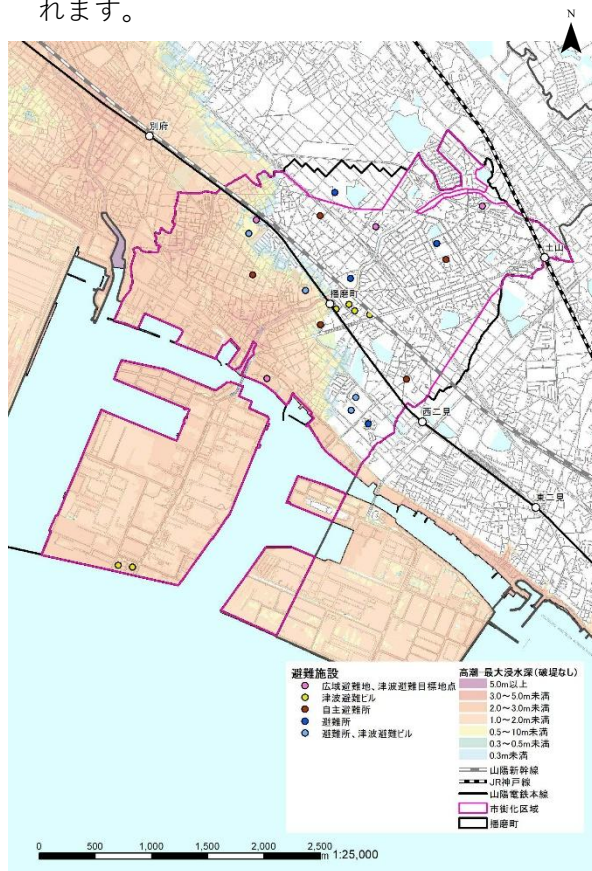 れます。
N
別府
土山
播磨町
西二見
東二見
避難施設
広域避難地、津波避難目標地点
津波避難ビル
自主避難所
避難所
避難所、津波避難ビル
高潮-最大浸水深(破堤なし)
5.0m以上
3.0~5.0m未満
2.0~3.0m未満
1.0~2.0m未満
0.5~10m未満
0.3~0.5m未満
0.3m未満
山陽新幹線
JR神戸線
山陽電鉄本線
市街化区域
播磨町
0 500 1,000 1,500 2,000 2,500
m 1:25,000